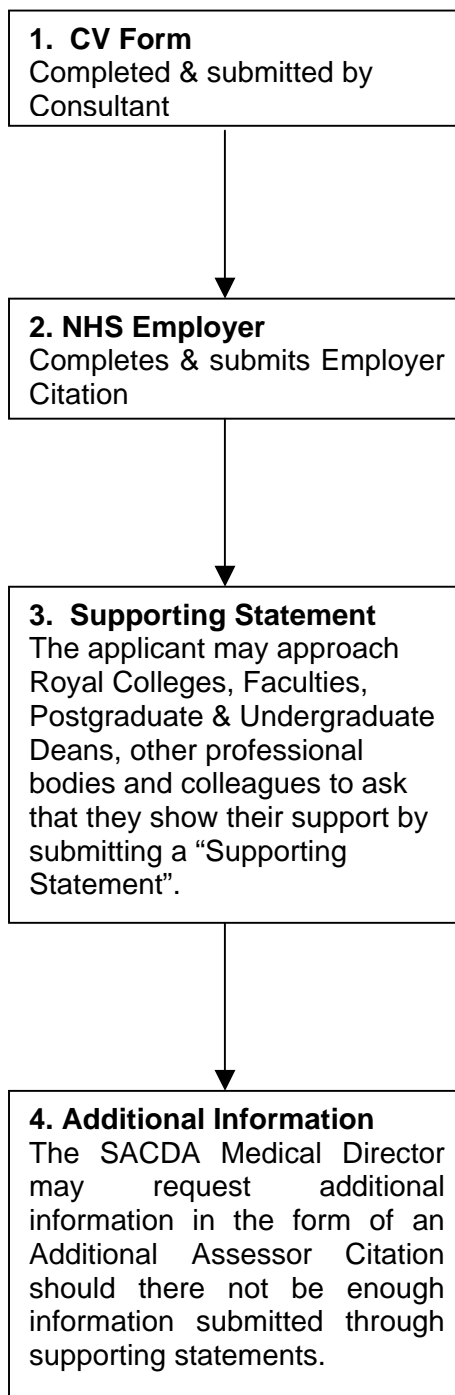 1. CV Form
Completed & submitted by
Consultant
2. NHS Employer
Completes & submits Employer
Citation
3. Supporting Statement
The applicant may approach
Royal Colleges, Faculties,
Postgraduate & Undergraduate
Deans, other professional
bodies and colleagues to ask
that they show their support by
submitting a “Supporting
Statement”.
4. Additional Information
The SACDA Medical Director
may request additional
information in the form of an
Additional Assessor Citation
should there not be enough
information submitted through
supporting statements.